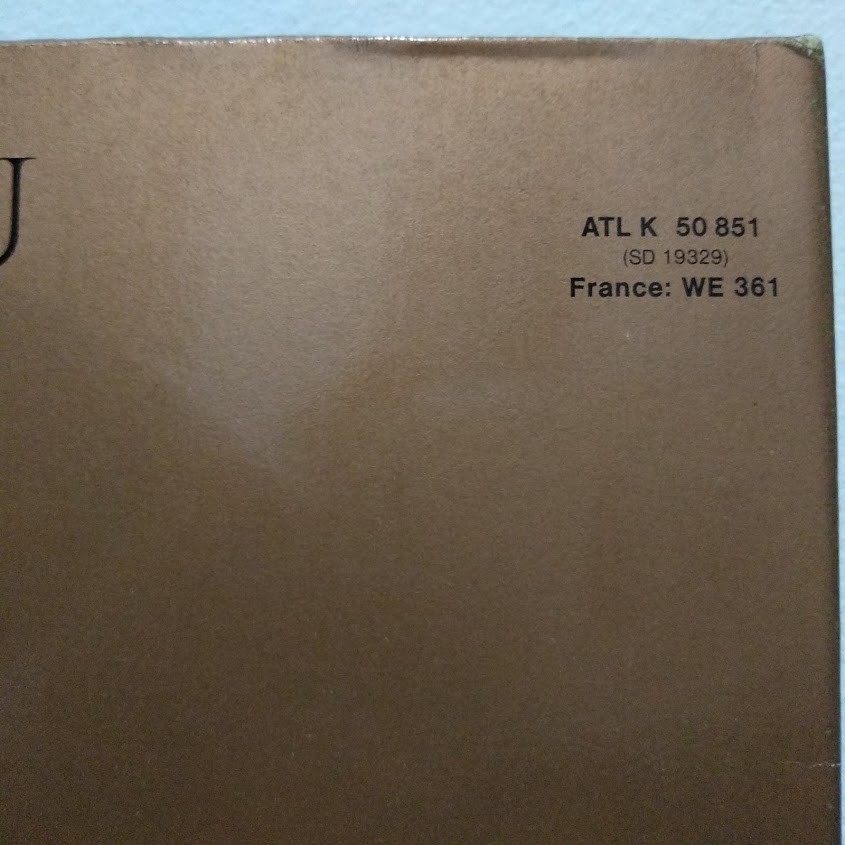 U
ATL K 50 851
(SD 19329)
France: WE 361